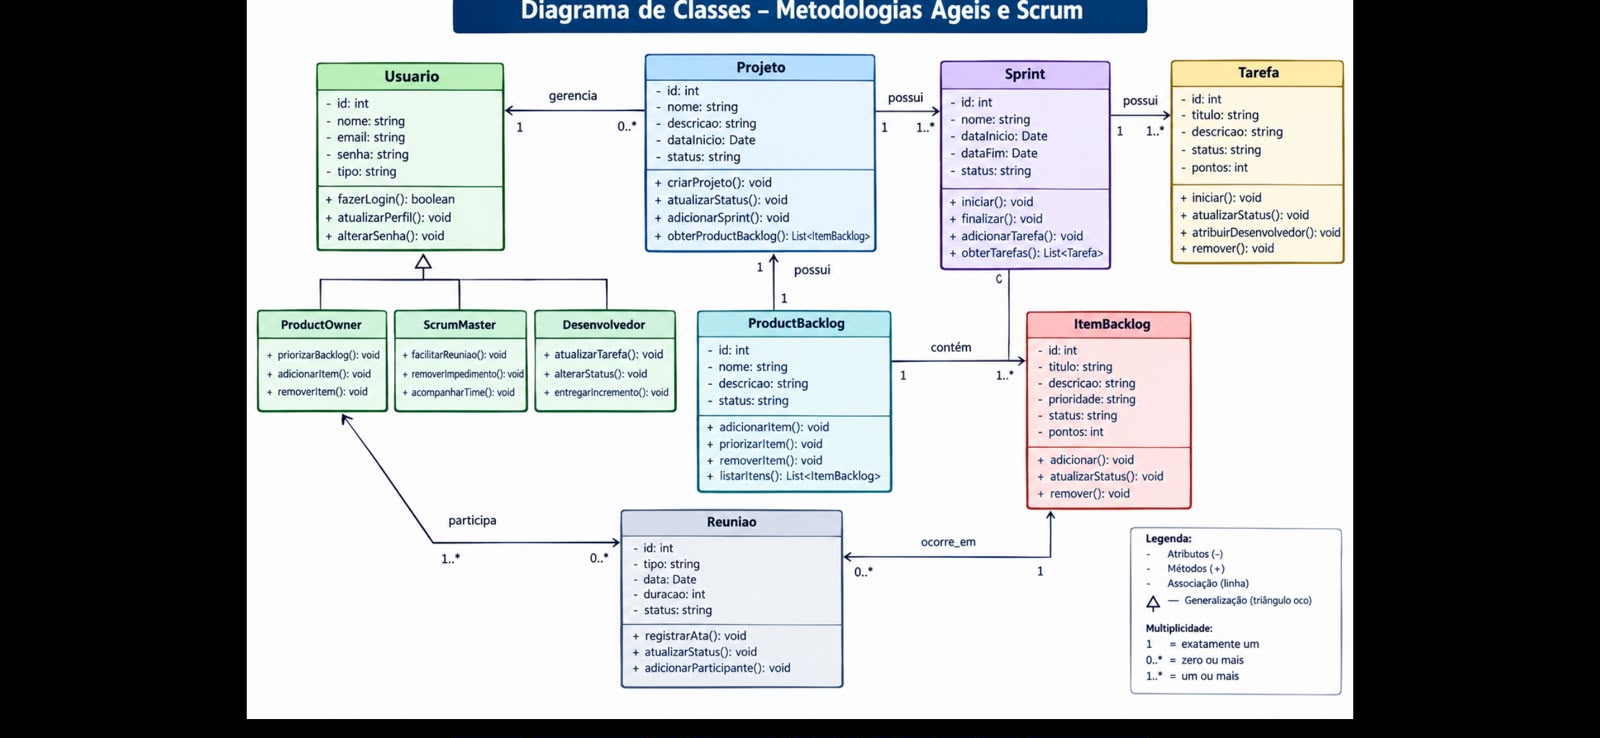 Diagrama de Classes – Metodologias Ágeis e Scrum
Usuario
- id: int
- nome: string
- email: string
- senha: string
- tipo: string
+ fazerLogin(): boolean
+ atualizarPerfil(): void
+ alterarSenha(): void
gerencia
1
0..*
Projeto
- id: int
- nome: string
- descricao: string
- dataInicio: Date
- status: string
+ criarProjeto(): void
+ atualizarStatus(): void
+ adicionarSprint(): void
+ obterProductBacklog(): List<ItemBacklog>
possui
1
1..*
Sprint
- id: int
- nome: string
- dataInicio: Date
- dataFim: Date
- status: string
+ iniciar(): void
+ finalizar(): void
+ adicionarTarefa(): void
+ obterTarefas(): List<Tarefa>
possui
1
1..*
Tarefa
- id: int
- titulo: string
- descricao: string
- status: string
- pontos: int
+ iniciar(): void
+ atualizarStatus(): void
+ atribuirDesenvolvedor(): void
+ remover(): void
ProductOwner
+ priorizarBacklog(): void
+ adicionarItem(): void
+ removerItem(): void
ScrumMaster
+ facilitarReuniao(): void
+ removerImpedimento(): void
+ acompanharTime(): void
Desenvolvedor
+ atualizarTarefa(): void
+ alterarStatus(): void
+ entregarIncremento(): void
1
possui
1
ProductBacklog
- id: int
- nome: string
- descricao: string
- status: string
+ adicionarItem(): void
+ priorizarItem(): void
+ removerItem(): void
+ listarItens(): List<ItemBacklog>
contém
1
1..*
ItemBacklog
- id: int
- titulo: string
- descricao: string
- prioridade: string
- status: string
- pontos: int
+ adicionar(): void
+ atualizarStatus(): void
+ remover(): void
participa
1..*
0..*
Reuniao
- id: int
- tipo: string
- data: Date
- duracao: int
- status: string
+ registrarAta(): void
+ atualizarStatus(): void
+ adicionarParticipante(): void
ocorre_em
0..*
1
Legenda:
- Atributos (-)
- Métodos (+)
- Associação (linha)
— Generalização (triângulo oco)
Multiplicidade:
1 = exatamente um
0..* = zero ou mais
1..* = um ou mais